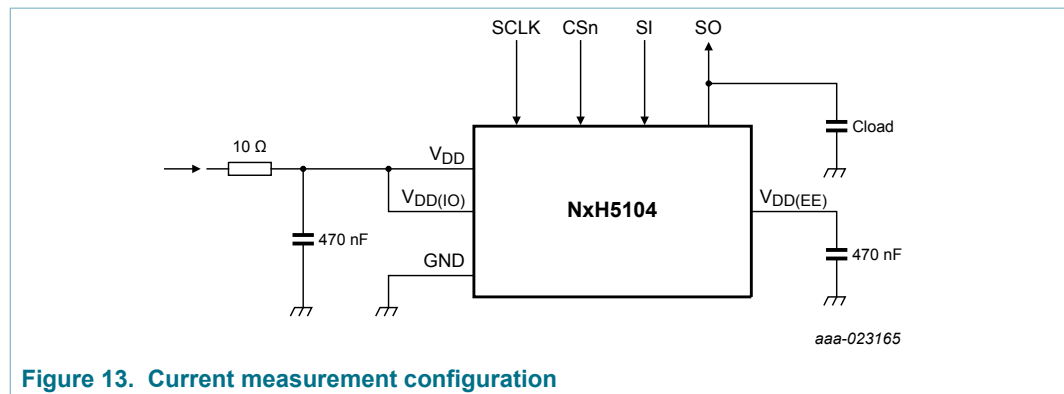 SCLK CSn SI SO
Cload
10 Ω
VDD
VDD(IO)
NxH5104
VDD(EE)
470 nF
GND
470 nF
aaa-023165
Figure 13. Current measurement configuration